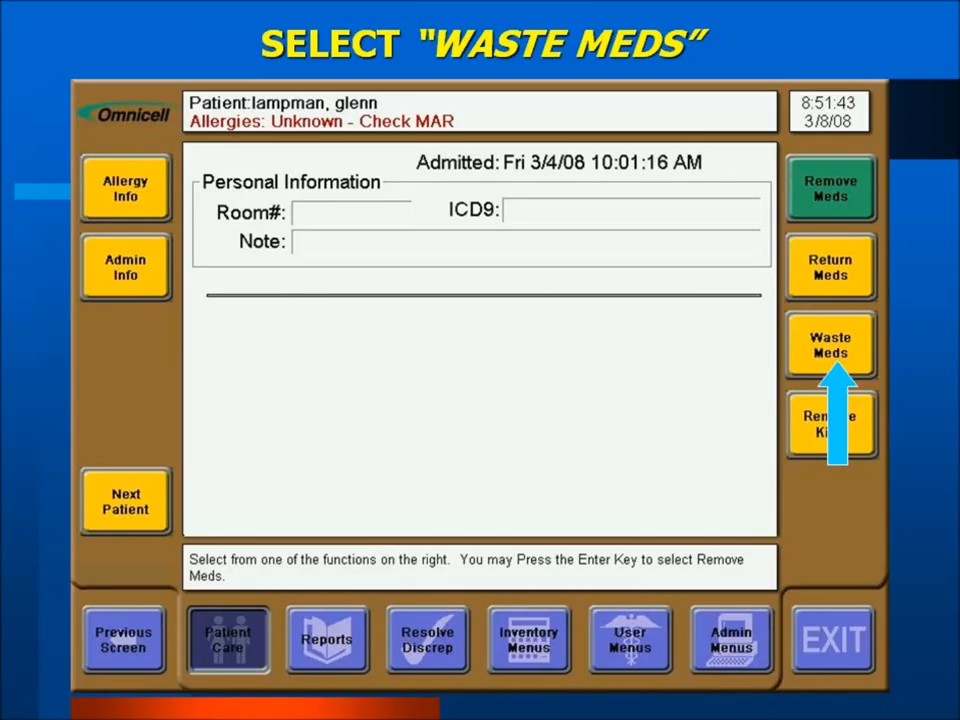 SELECT “WASTE MEDS”
Omnicell
Patient:lampman, glenn
Allergies: Unknown - Check MAR
8:51:43
3/8/08
Allergy
Info
Admin
Info
Next
Patient
Admitted: Fri 3/4/08 10:01:16 AM
Personal Information
Room#:
ICD9:
Note:
Remove
Meds
Return
Meds
Waste
Meds
Select from one of the functions on the right. You may Press the Enter Key to select Remove
Meds.
Previous
Screen
Patient
Care
Reports
Resolve
Discrep
Inventory
Menus
User
Menus
Admin
Menus
EXIT